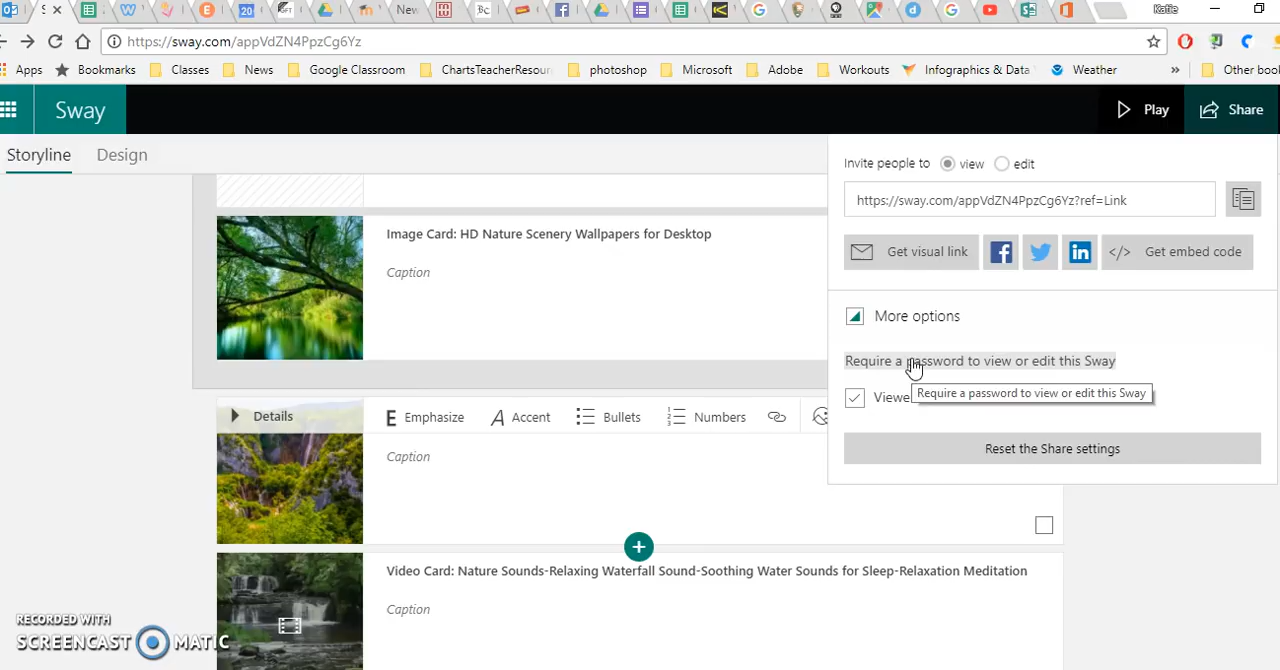 New
20
Bc
Katie
https://sway.com/appVdZN4PpzCg6Yz
Apps Bookmarks Classes News Google Classroom ChartsTeacherResour photoshop Microsoft Adobe Workouts Infographics & Data Weather » Other book
Sway
Play
Share
Storyline Design
Invite people to view edit
https://sway.com/appVdZN4PpzCg6Yz?ref=Link
Get visual link
</> Get embed code
Image Card: HD Nature Scenery Wallpapers for Desktop
Caption
More options
Require a password to view or edit this Sway
Require a password to view or edit this Sway
Viewe
Reset the Share settings
Details
E Emphasize A Accent Bullets Numbers
Caption
Video Card: Nature Sounds-Relaxing Waterfall Sound-Soothing Water Sounds for Sleep-Relaxation Meditation
Caption
RECORDED WITH
SCREENCAST MATIC